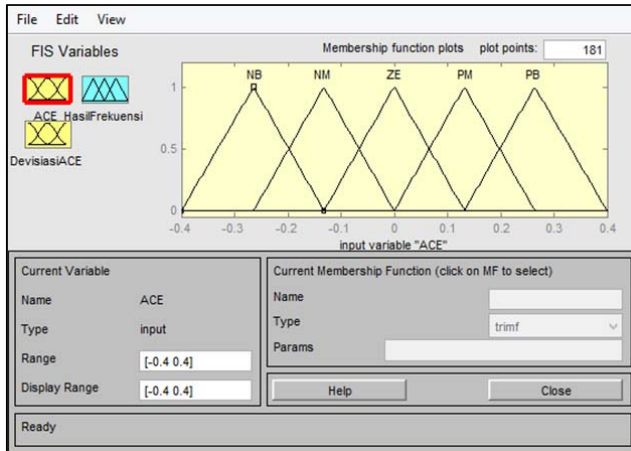 File Edit View
FIS Variables
Membership function plots plot points: 181
ACE HasilFrekuensi
DevisiasiACE
NB NM ZE PM PB
1
0.5
0
-0.4 -0.3 -0.2 -0.1 0 0.1 0.2 0.3 0.4
input variable "ACE"
Current Variable
Name ACE
Type input
Range [-0.4 0.4]
Display Range [-0.4 0.4]
Current Membership Function (click on MF to select)
Name
Type trimf
Params
Help Close
Ready